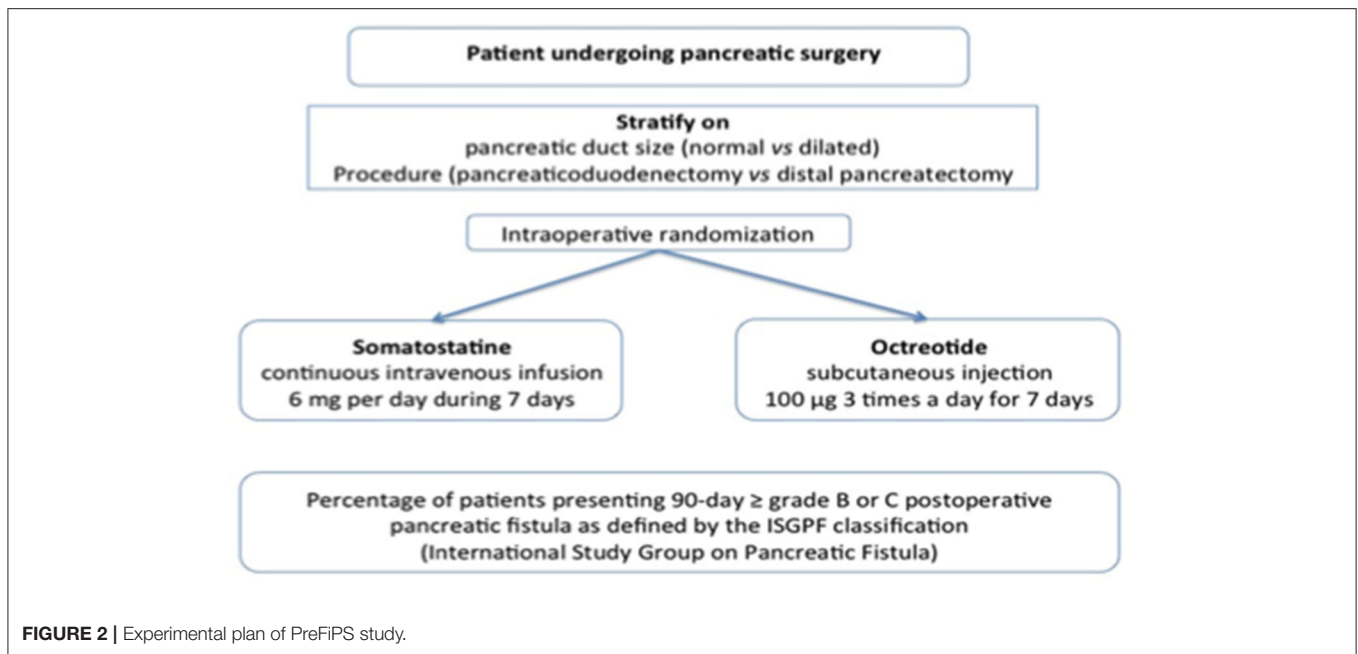 Patient undergoing pancreatic surgery
Stratify on
pancreatic duct size (normal vs dilated)
Procedure (pancreaticoduodenectomy vs distal pancreatectomy
Intraoperative randomization
Somatostatine
continuous intravenous infusion
6 mg per day during 7 days
Octreotide
subcutaneous injection
100 µg 3 times a day for 7 days
Percentage of patients presenting 90-day ≥ grade B or C postoperative
pancreatic fistula as defined by the ISGPF classification
(International Study Group on Pancreatic Fistula)
FIGURE 2 | Experimental plan of PreFiPS study.